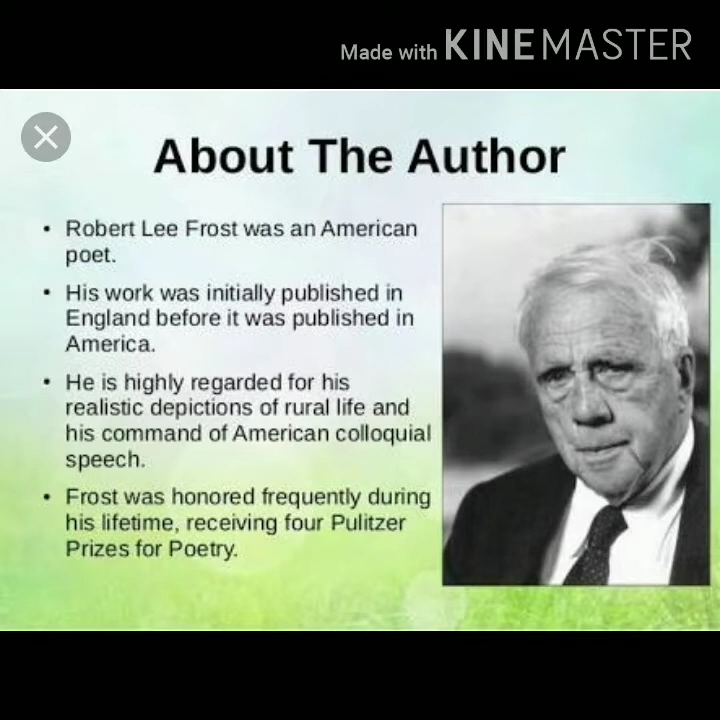 Made with KINEMASTER
About The Author
• Robert Lee Frost was an American
poet.
• His work was initially published in
England before it was published in
America.
• He is highly regarded for his
realistic depictions of rural life and
his command of American colloquial
speech.
• Frost was honored frequently during
his lifetime, receiving four Pulitzer
Prizes for Poetry.